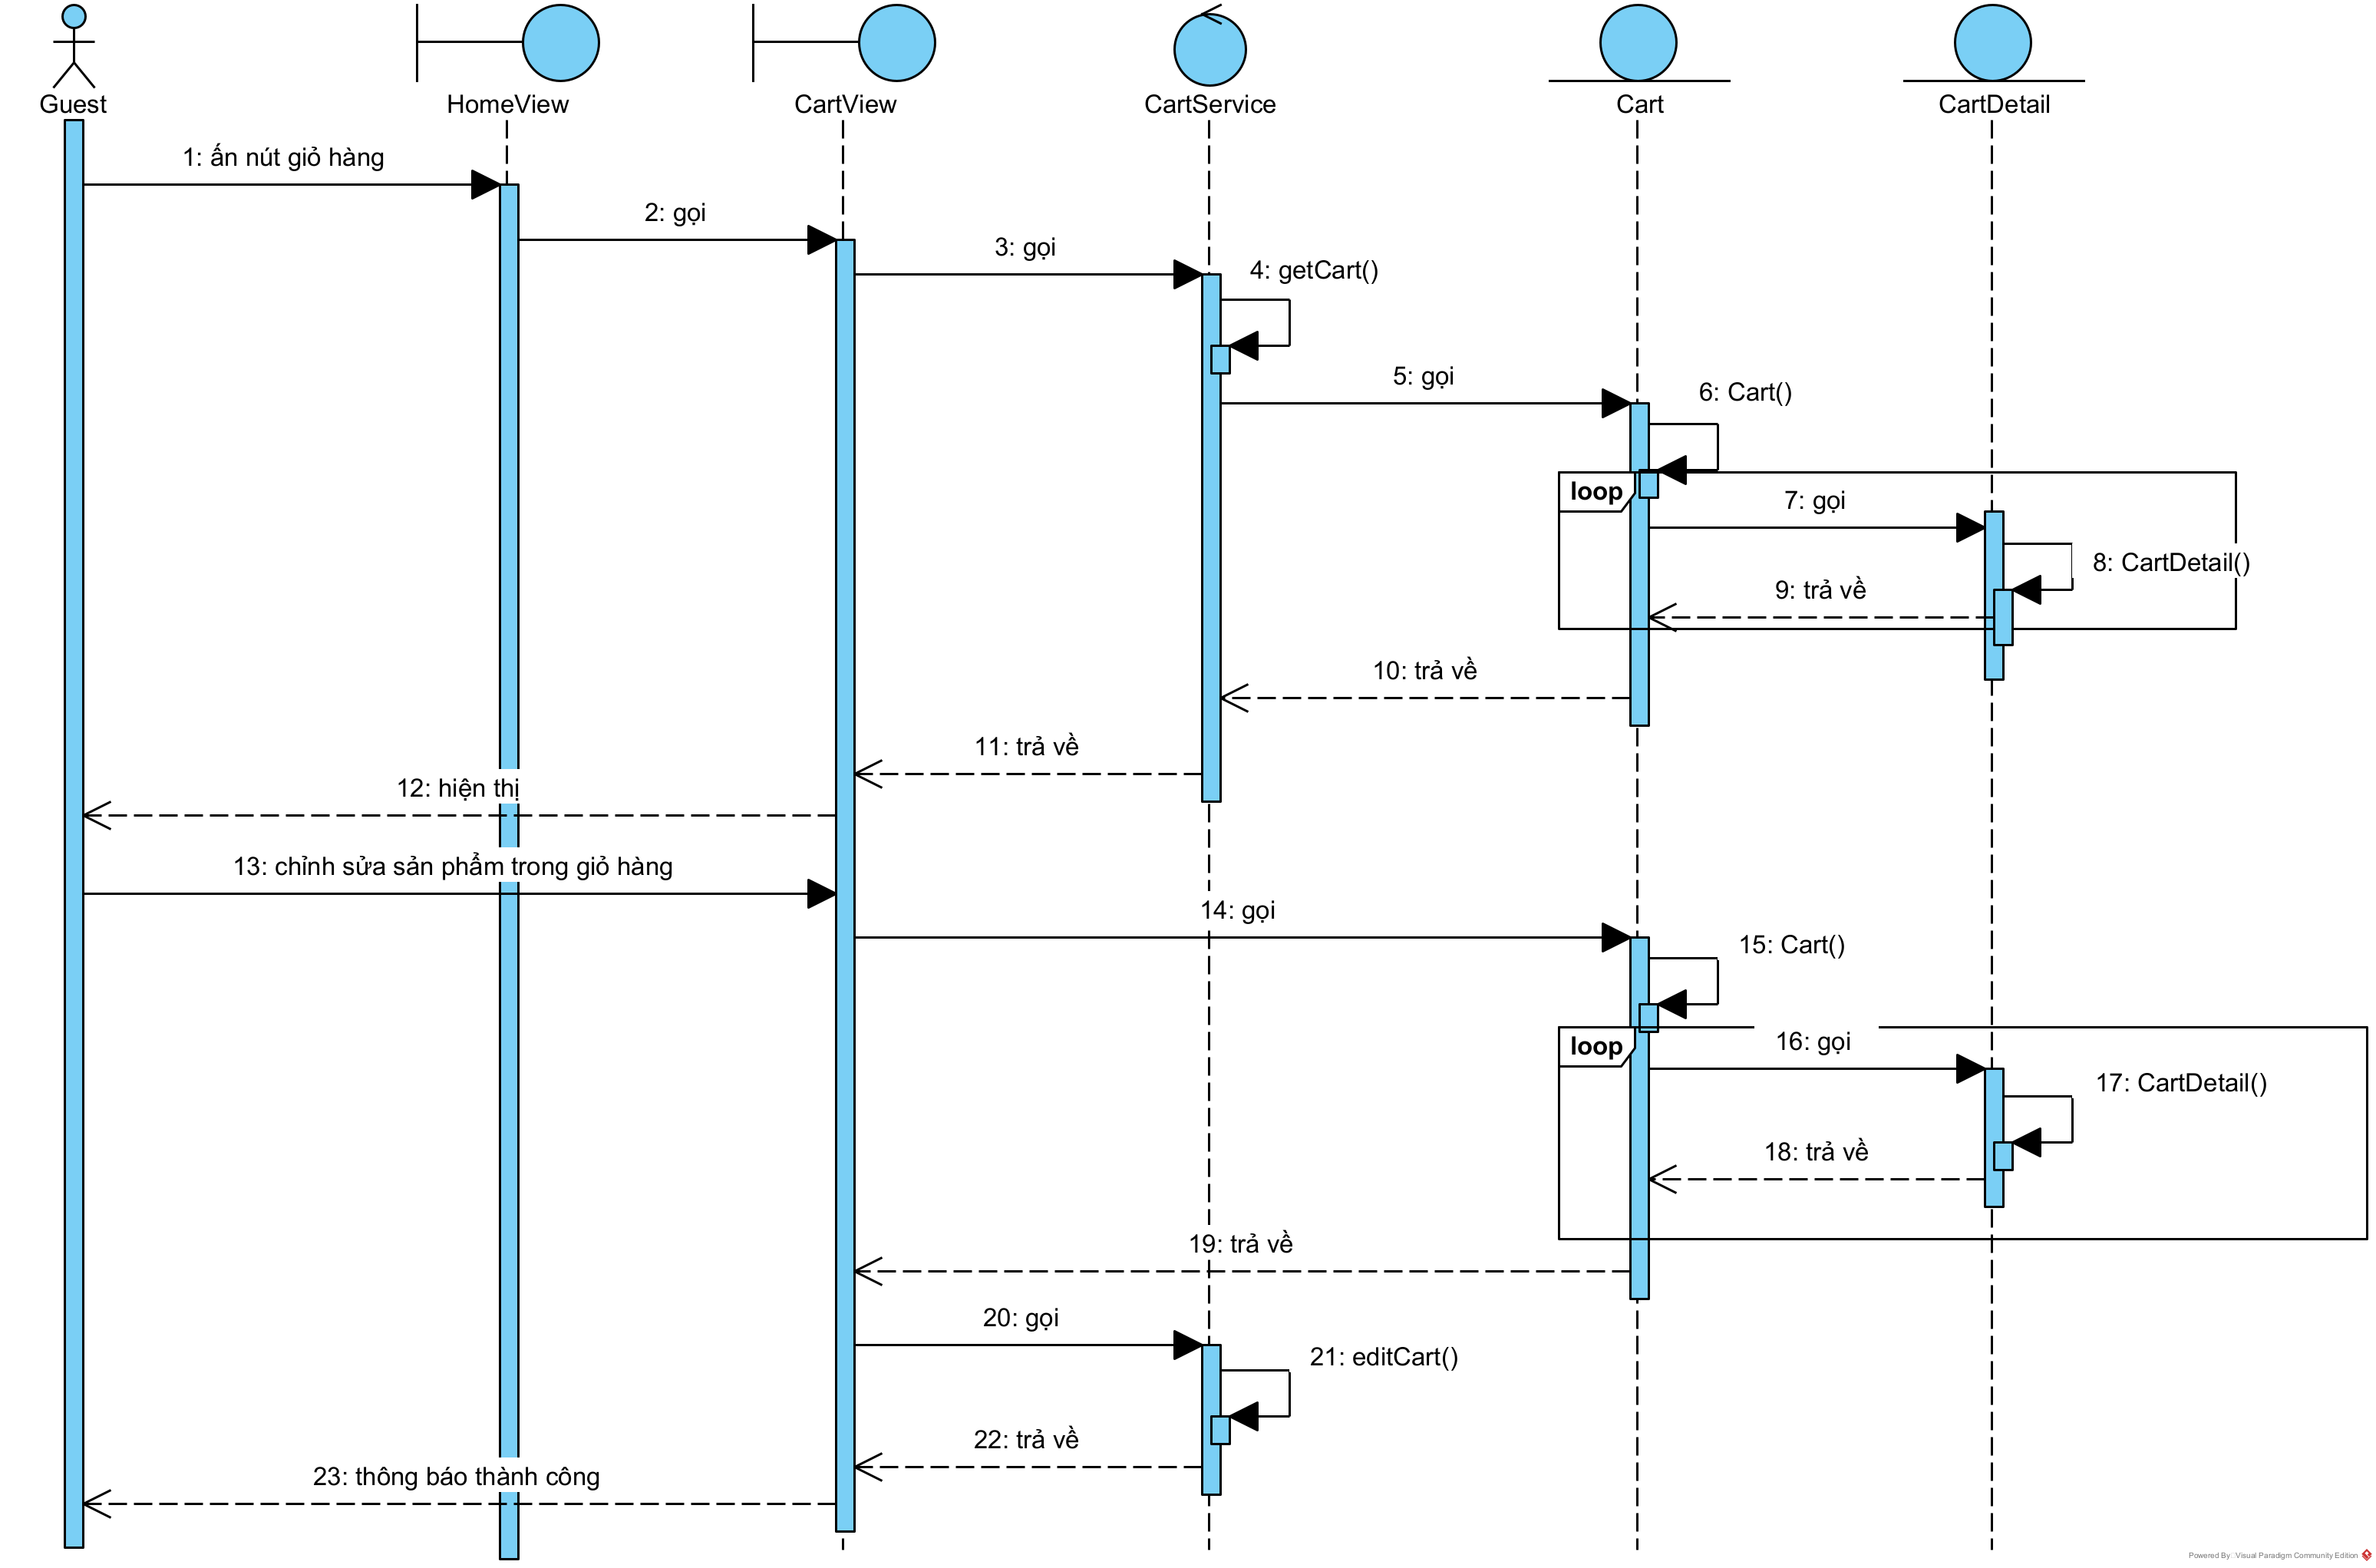 Guest
HomeView
CartView
CartService
Cart
CartDetail
1: ấn nút giỏ hàng
2: gọi
3: gọi
4: getCart()
5: gọi
6: Cart()
loop
7: gọi
8: CartDetail()
9: trả về
10: trả về
11: trả về
12: hiện thị
13: chỉnh sửa sản phẩm trong giỏ hàng
14: gọi
15: Cart()
loop
16: gọi
17: CartDetail()
18: trả về
19: trả về
20: gọi
21: editCart()
22: trả về
23: thông báo thành công
Powered By: Visual Paradigm Community Edition